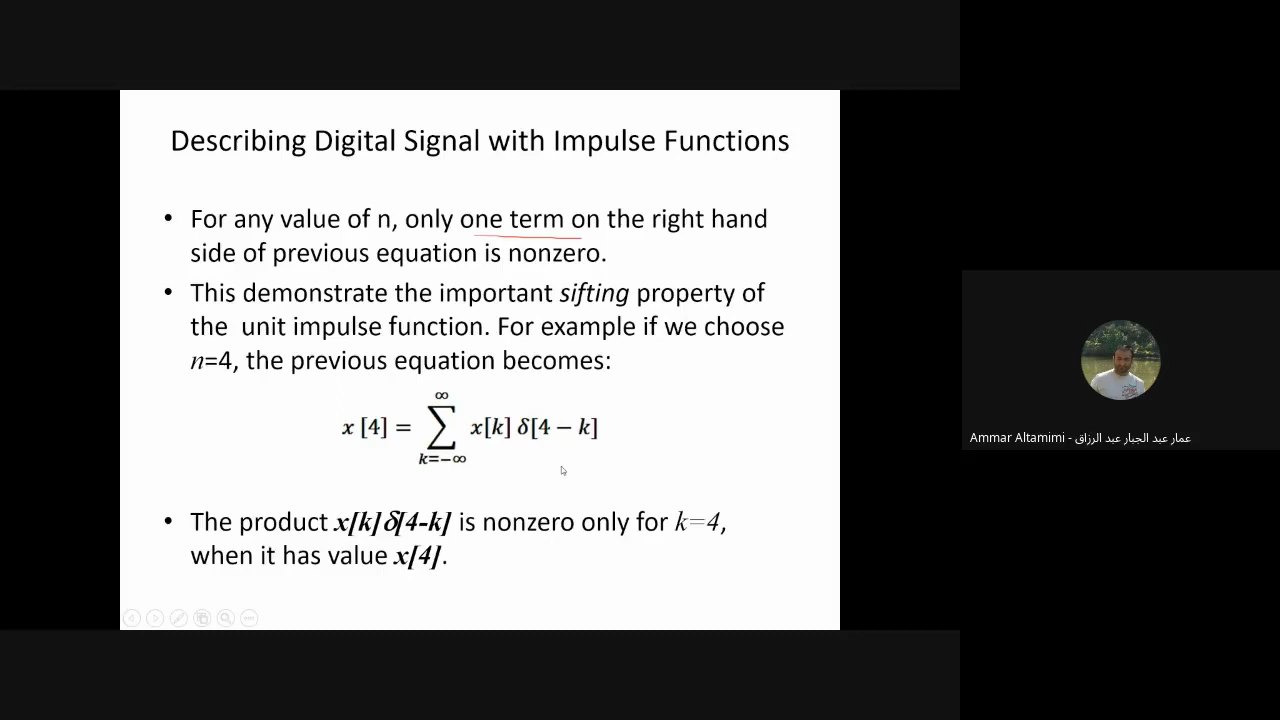 Describing Digital Signal with Impulse Functions
• For any value of n, only one term on the right hand
side of previous equation is nonzero.
• This demonstrate the important sifting property of
the unit impulse function. For example if we choose
n=4, the previous equation becomes:
x [4] = ∑_{k=−∞}^{∞} x[k] δ[4 − k]
• The product x[k]δ[4-k] is nonzero only for k=4,
when it has value x[4].
Ammar Altamimi - عمار عبد الجبار عبد الرزاق